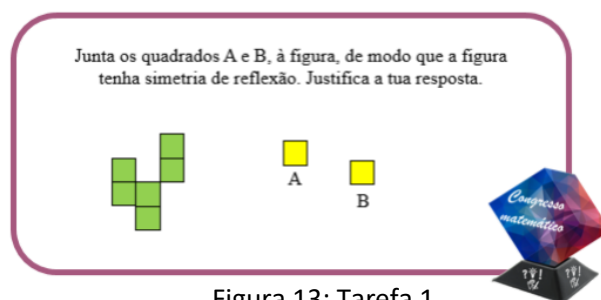 Junta os quadrados A e B, à figura, de modo que a figura
tenha simetria de reflexão. Justifica a tua resposta.
A
B
Congresso
matemático
Figura 13: Tarefa 1